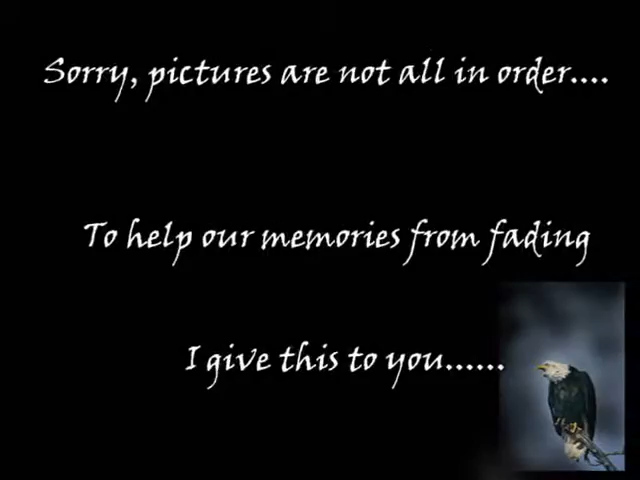 Sorry, pictures are not all in order....
To help our memories from fading
I give this to you......